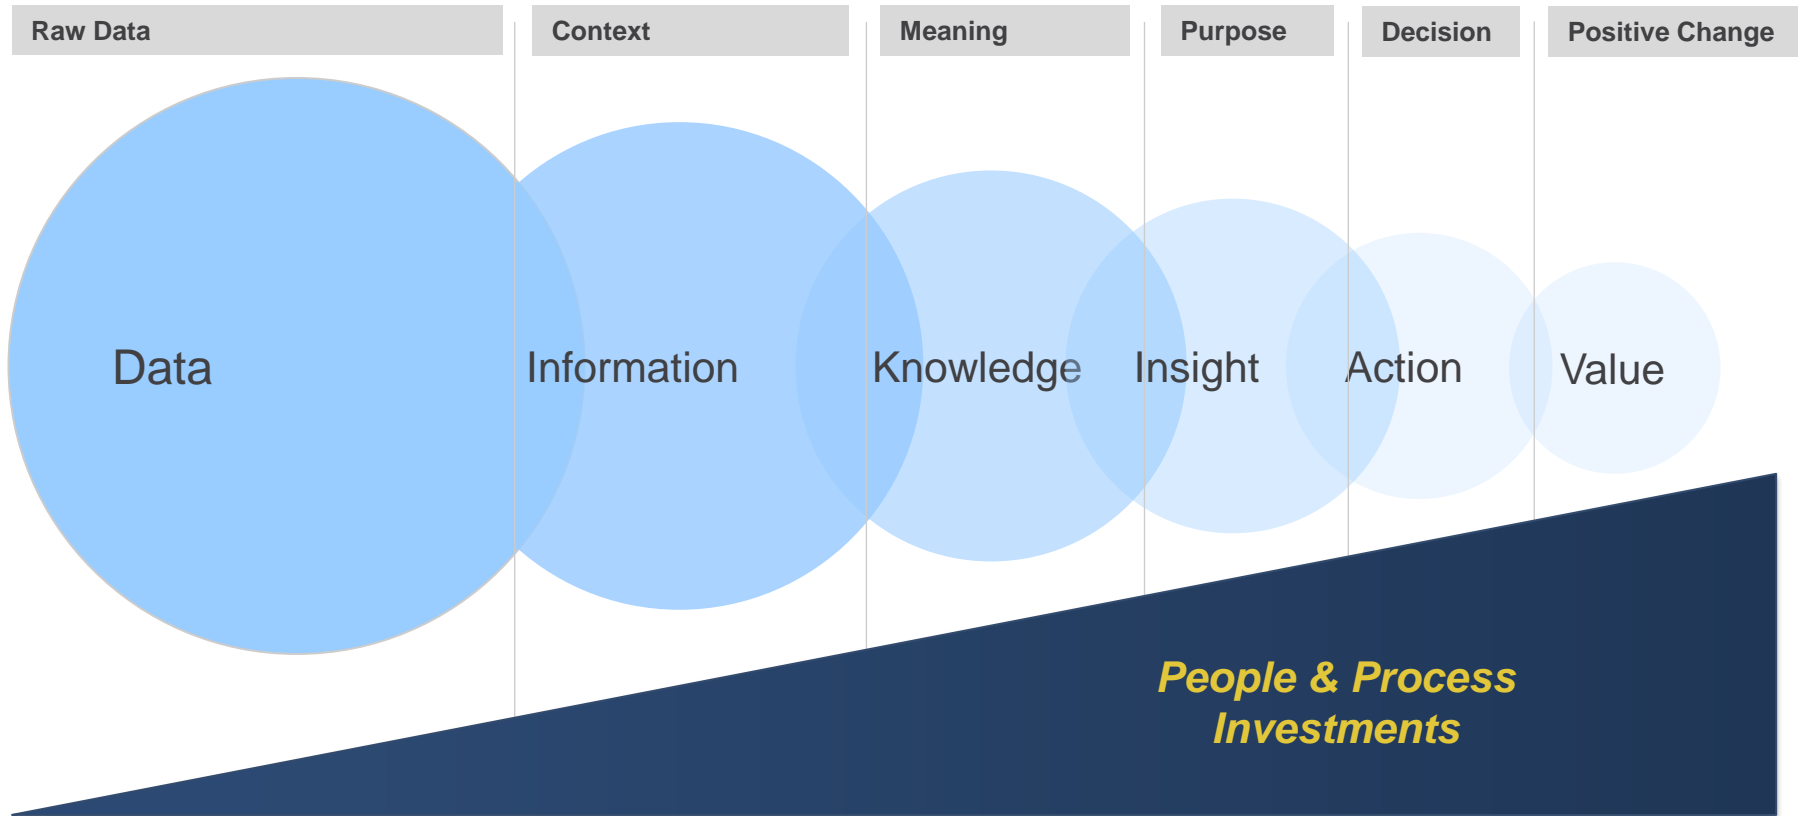 Raw Data
Context
Meaning
Purpose
Decision
Positive Change
Data
Information
Knowledge
Insight
Action
Value
People & Process
Investments